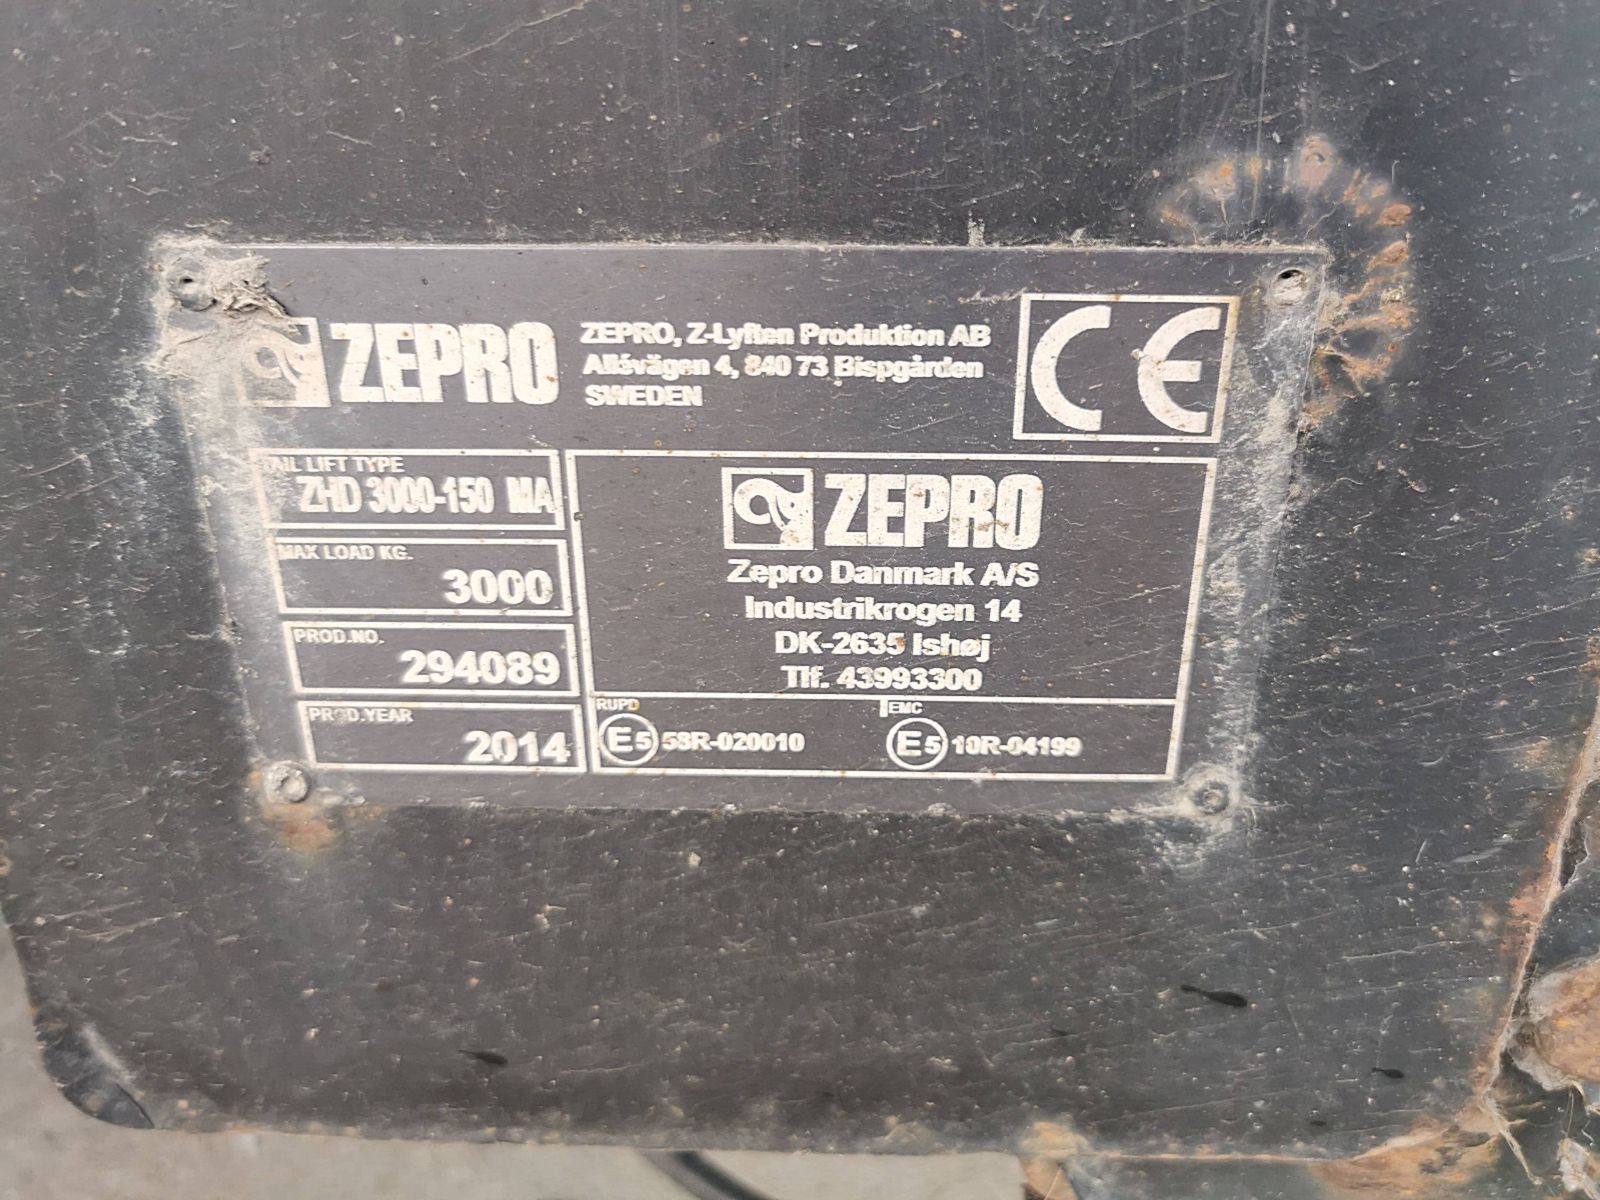 ZEPRO
ZEPRO, Z-Lyften Produktion AB
Allévägen 4, 840 73 Bispgården
SWEDEN
CE
TAIL LIFT TYPE
ZHD 3000-150 MA
MAX LOAD KG.
3000
PROD.NO.
294089
PROD.YEAR
2014
ZEPRO
Zepro Danmark A/S
Industrikrogen 14
DK-2635 Ishøj
Tlf. 43993300
RUPD
E5 58R-020010
EMC
E5 10R-04199